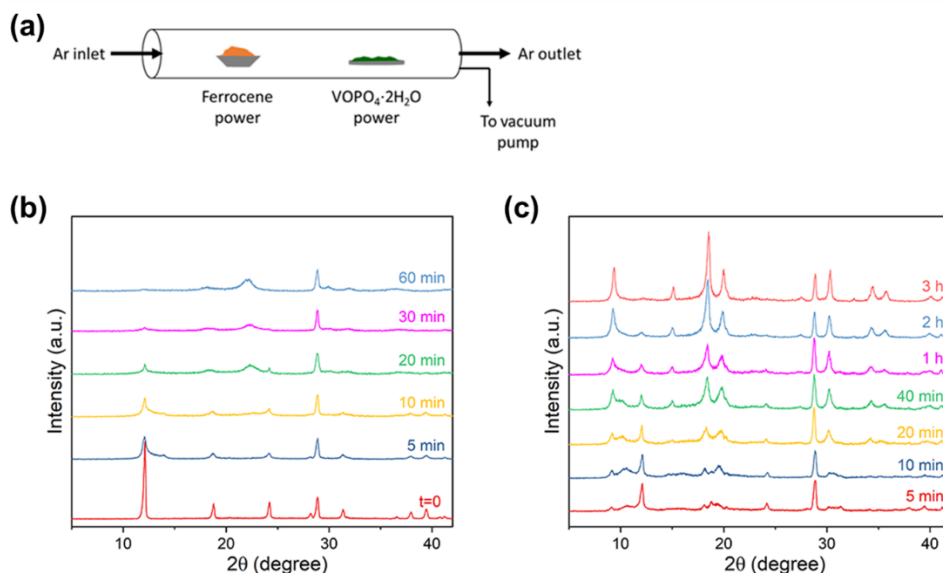 (a)
Ar inlet
Ar outlet
Ferrocene
power
VOPO₄·2H₂O
power
To vacuum
pump
(b)
Intensity (a.u.)
60 min
30 min
20 min
10 min
5 min
t=0
10 20 30 40
2θ (degree)
(c)
Intensity (a.u.)
3 h
2 h
1 h
40 min
20 min
10 min
5 min
10 20 30 40
2θ (degree)